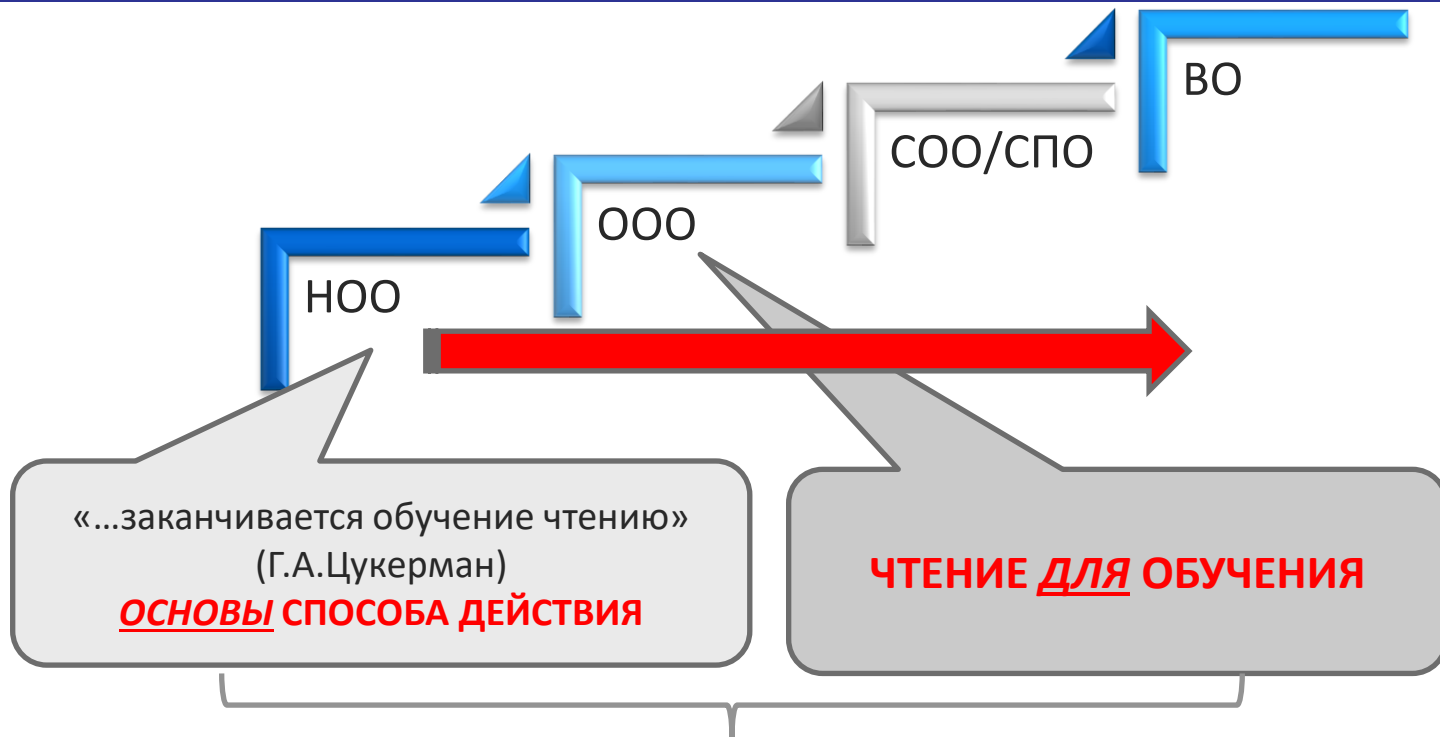 ВО
СОО/СПО
ООО
НОО
«…заканчивается обучение чтению»
(Г.А.Цукерман)
ОСНОВЫ СПОСОБА ДЕЙСТВИЯ
ЧТЕНИЕ ДЛЯ ОБУЧЕНИЯ